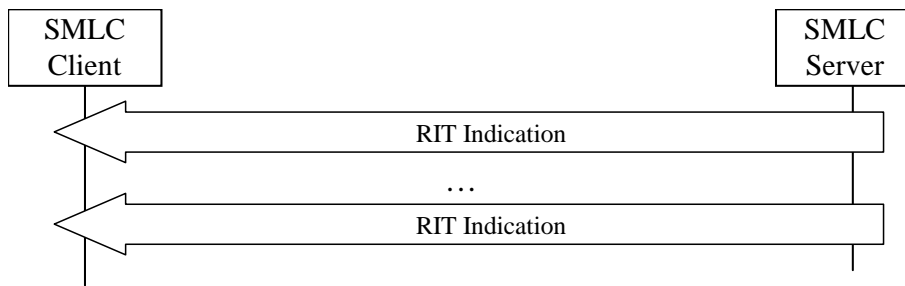 SMLC
Client
SMLC
Server
RIT Indication
…
RIT Indication